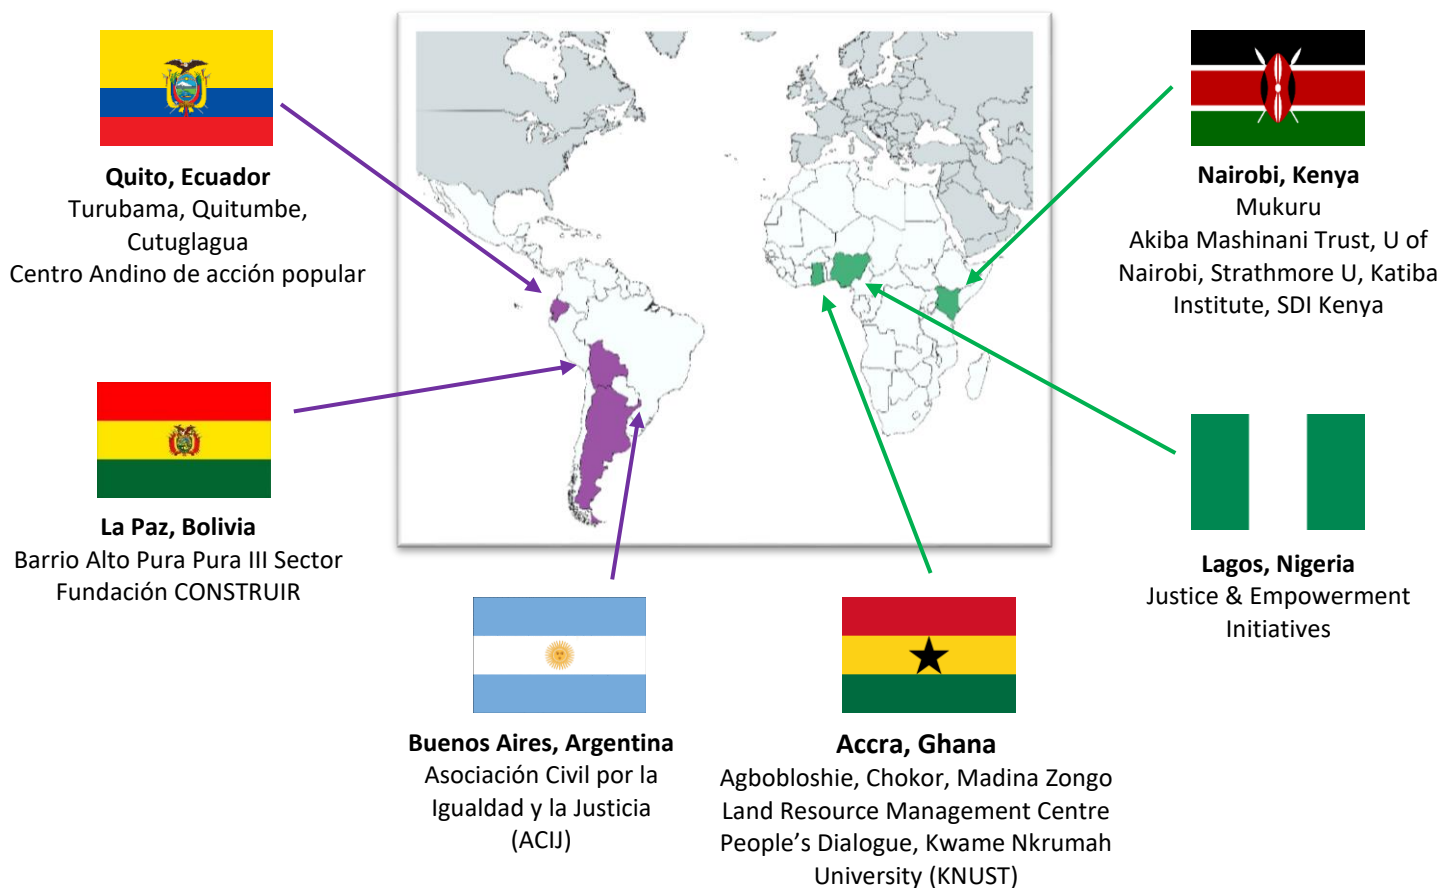 Quito, Ecuador
Turubama, Quitumbe,
Cutuglagua
Centro Andino de acción popular
Nairobi, Kenya
Mukuru
Akiba Mashinani Trust, U of
Nairobi, Strathmore U, Katiba
Institute, SDI Kenya
La Paz, Bolivia
Barrio Alto Pura Pura III Sector
Fundación CONSTRUIR
Lagos, Nigeria
Justice & Empowerment
Initiatives
Buenos Aires, Argentina
Asociación Civil por la
Igualdad y la Justicia
(ACIJ)
Accra, Ghana
Agbobloshie, Chokor, Madina Zongo
Land Resource Management Centre
People’s Dialogue, Kwame Nkrumah
University (KNUST)